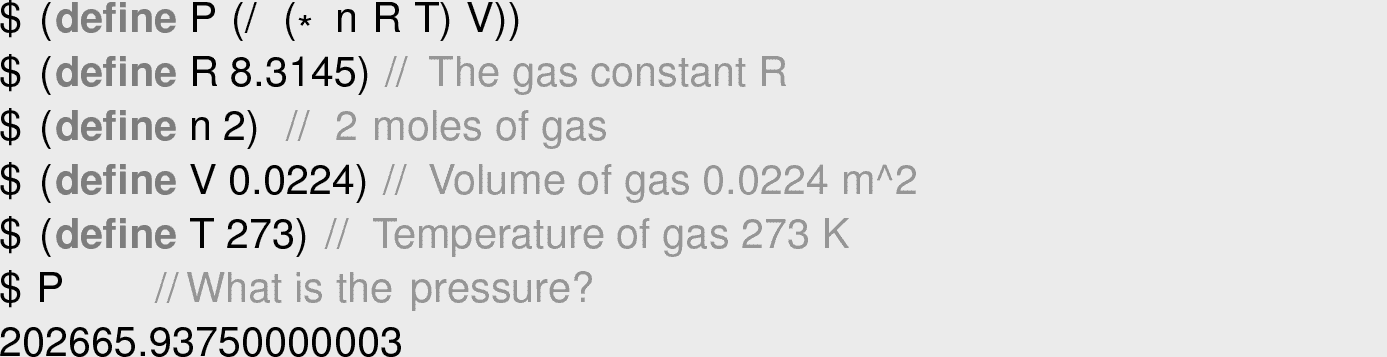 $ (define P (/ (* n R T) V))
$ (define R 8.3145) // The gas constant R
$ (define n 2) // 2 moles of gas
$ (define V 0.0224) // Volume of gas 0.0224 m^2
$ (define T 273) // Temperature of gas 273 K
$ P // What is the pressure?
202665.93750000003